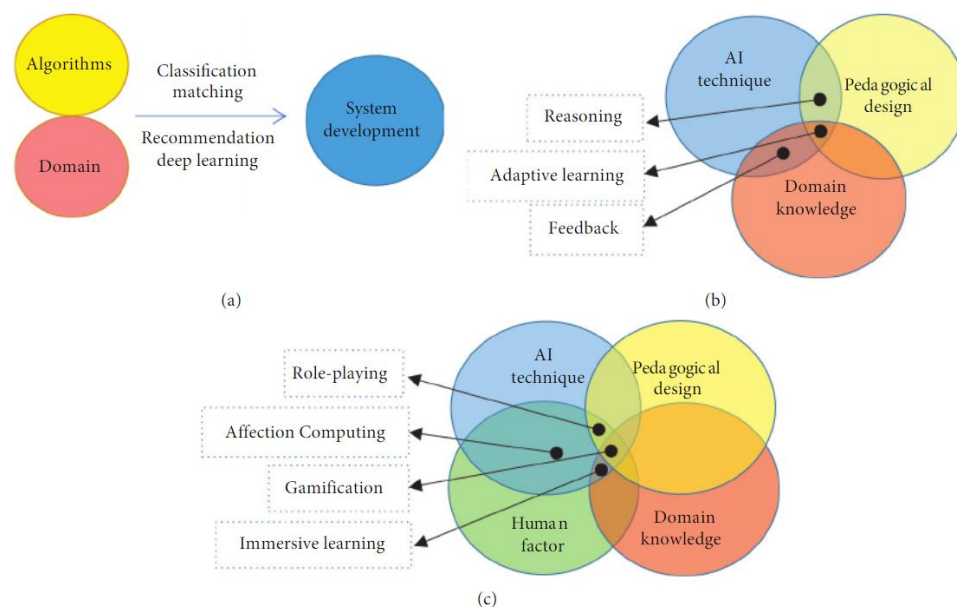 Algorithms
Domain
Classification
matching
Recommendation
deep learning
System
development
(a)
AI
technique
Peda gogic al
design
Domain
knowledge
Reasoning
Adaptive learning
Feedback
(b)
AI
technique
Peda gogic al
design
Human
factor
Domain
knowledge
Role-playing
Affection Computing
Gamification
Immersive learning
(c)